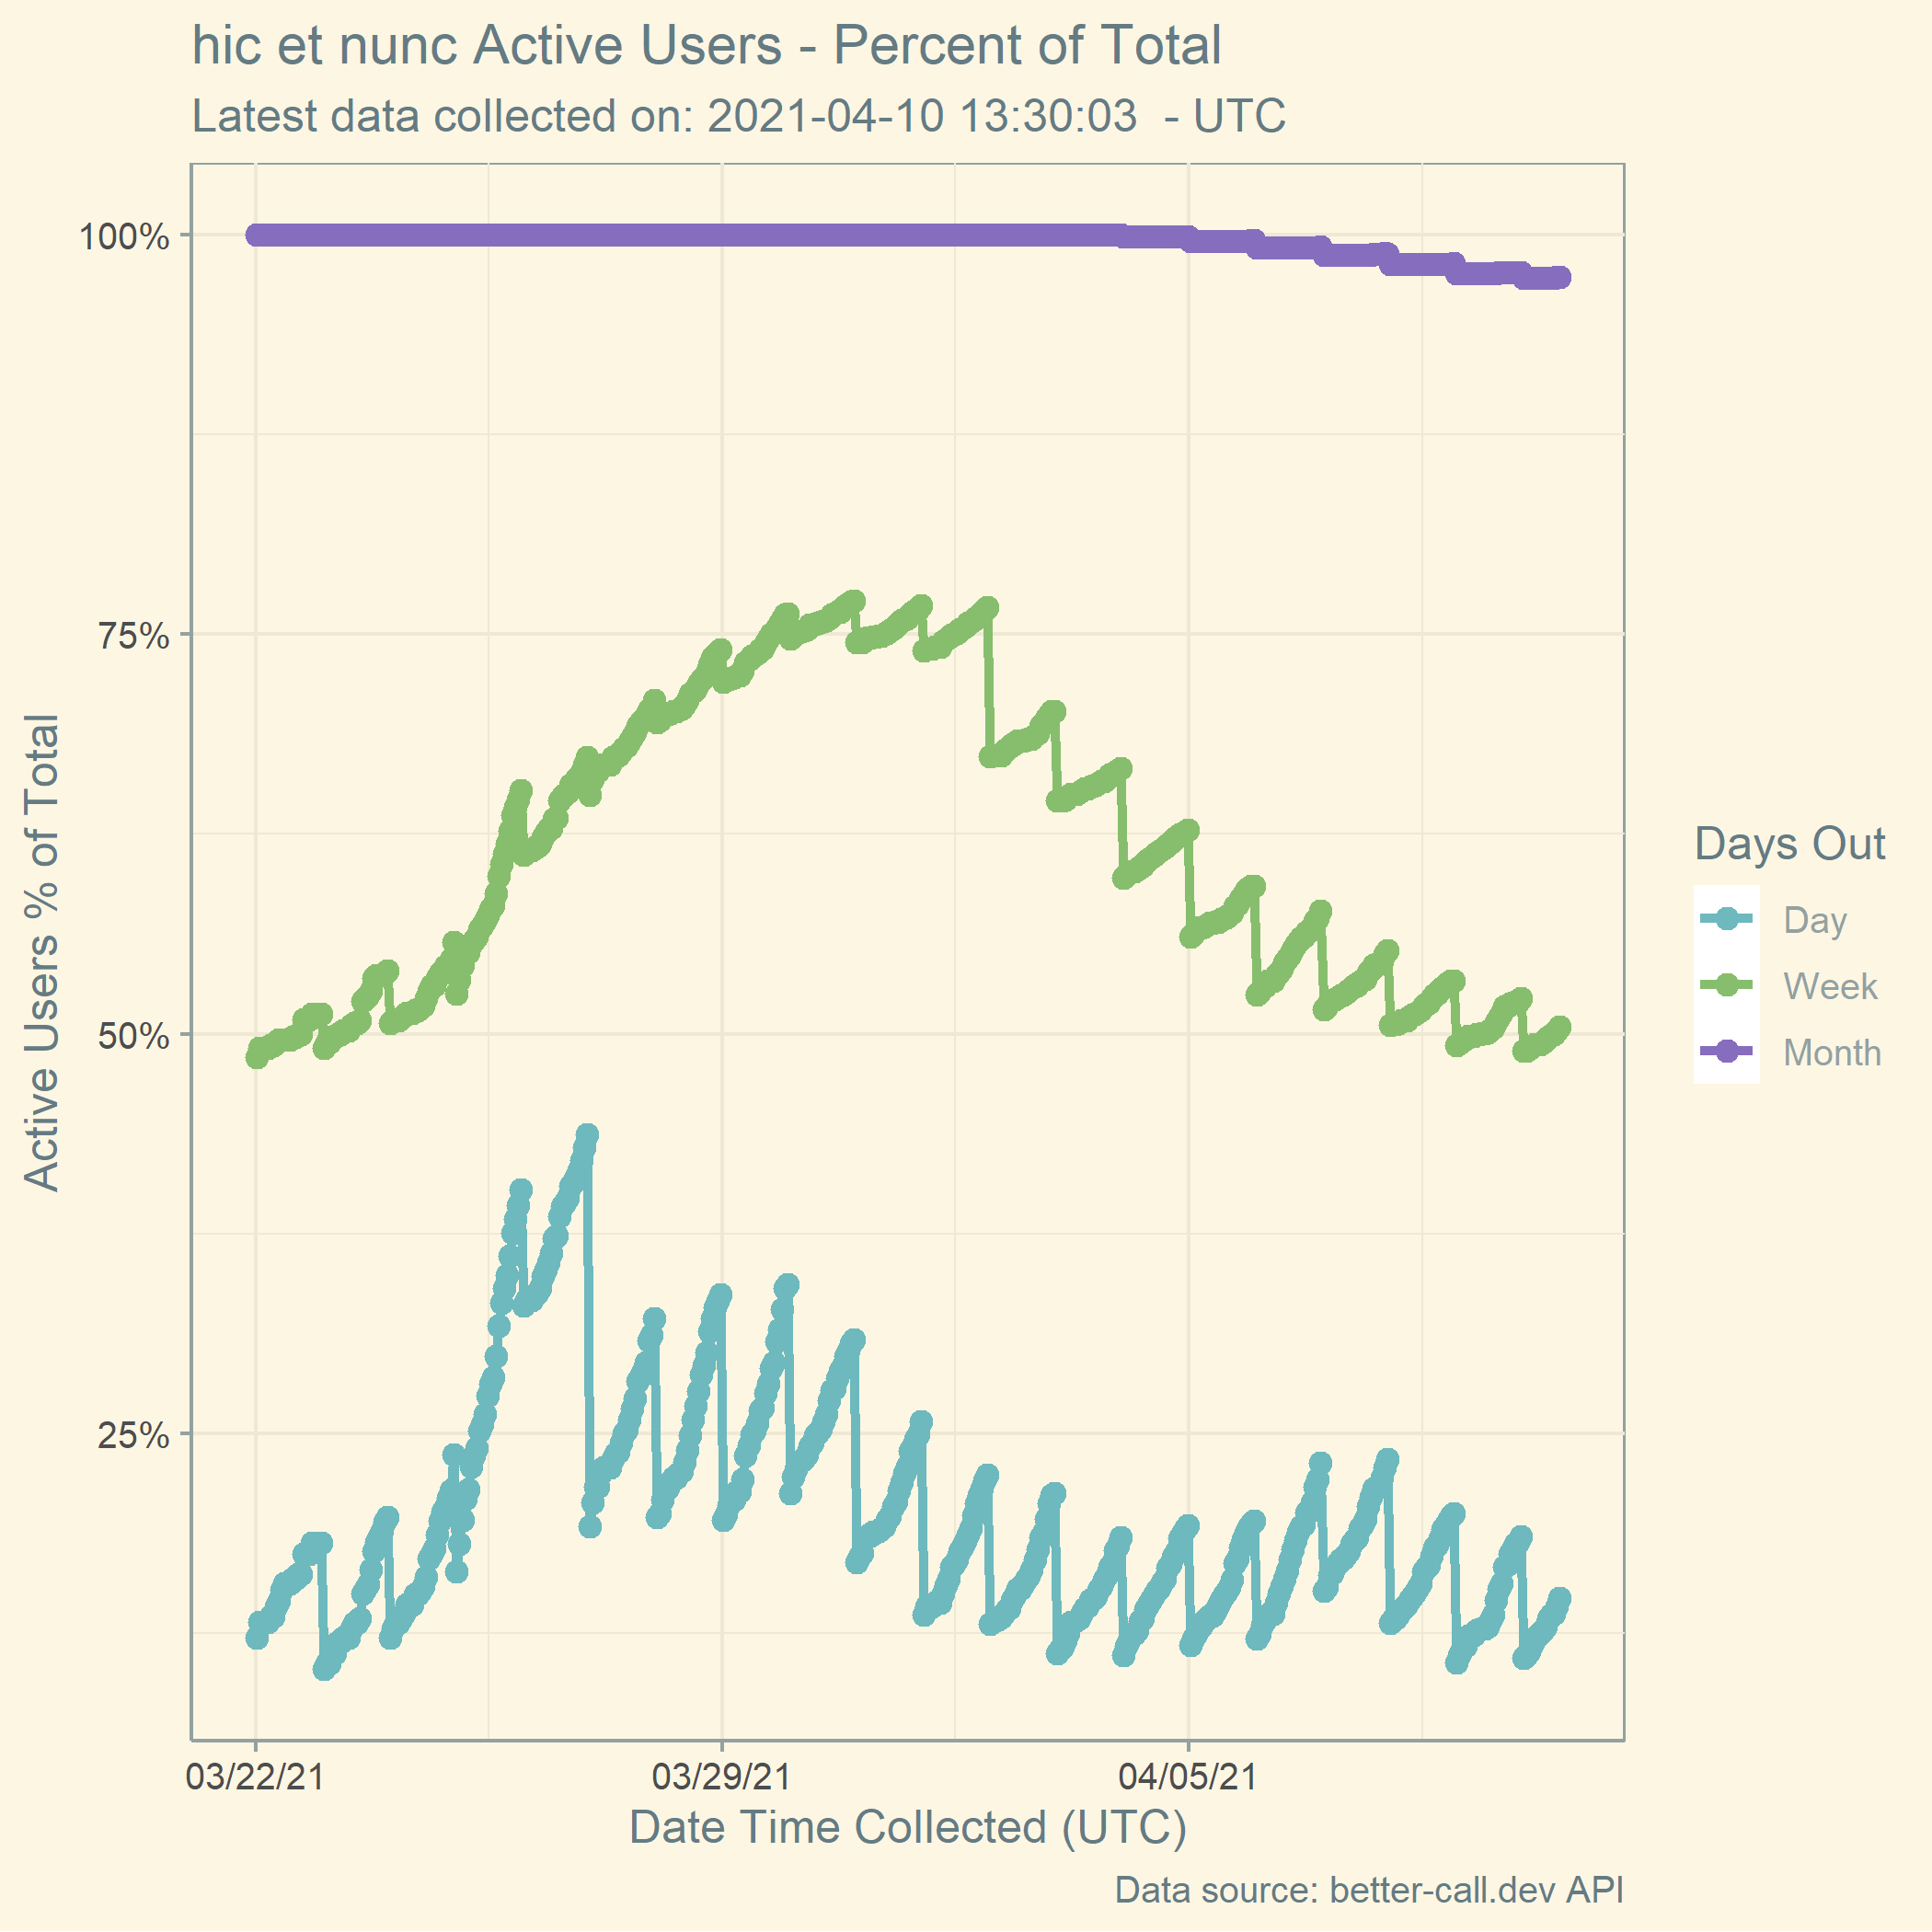 hic et nunc Active Users - Percent of Total
Latest data collected on: 2021-04-10 13:30:03  - UTC
Active Users % of Total
100%
75%
50%
25%
03/22/21
03/29/21
04/05/21
Date Time Collected (UTC)
Days Out
Day
Week
Month
Data source: better-call.dev API